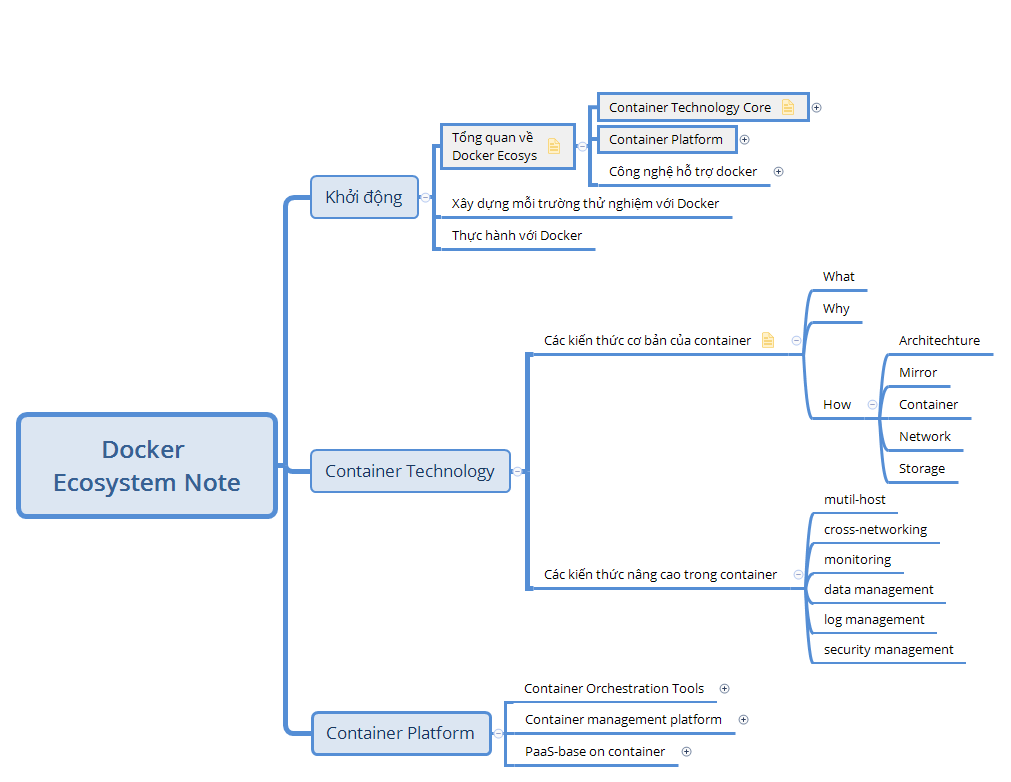 Docker
Ecosystem Note
Khởi động
Tổng quan về
Docker Ecosys
Container Technology Core
Container Platform
Công nghệ hỗ trợ docker
Xây dựng mỗi trường thử nghiệm với Docker
Thực hành với Docker
Container Technology
Các kiến thức cơ bản của container
What
Why
How
Architechture
Mirror
Container
Network
Storage
Các kiến thức nâng cao trong container
mutil-host
cross-networking
monitoring
data management
log management
security management
Container Platform
Container Orchestration Tools
Container management platform
PaaS-base on container